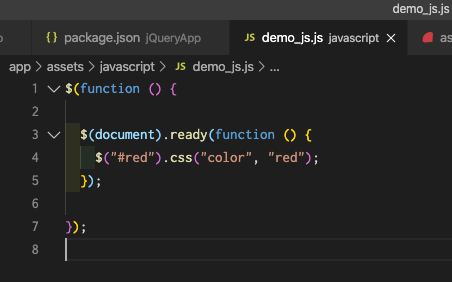 demo_js.js
package.json jQueryApp
JS demo_js.js javascript
app > assets > javascript > JS demo_js.js > ...
1 $(function () {
2
3 $(document).ready(function () {
4 $("#red").css("color", "red");
5 });
6
7 });
8